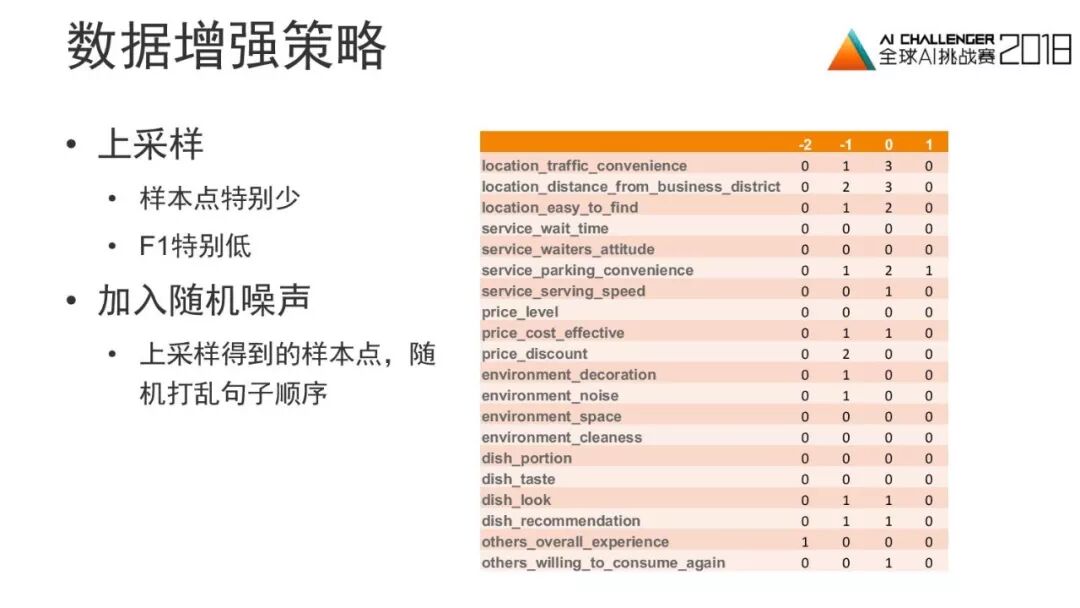 数据增强策略
AI CHALLENGER
全球AI挑战赛 2018
• 上采样
• 样本点特别少
• F1特别低
• 加入随机噪声
• 上采样得到的样本点，随
机打乱句子顺序
-2 -1 0 1
location_traffic_convenience 0 1 3 0
location_distance_from_business_district 0 2 3 0
location_easy_to_find 0 1 2 0
service_wait_time 0 0 0 0
service_waiters_attitude 0 0 0 0
service_parking_convenience 0 1 2 1
service_serving_speed 0 0 1 0
price_level 0 0 0 0
price_cost_effective 0 1 1 0
price_discount 0 2 0 0
environment_decoration 0 1 0 0
environment_noise 0 1 0 0
environment_space 0 0 0 0
environment_cleaness 0 0 0 0
dish_portion 0 0 0 0
dish_taste 0 0 0 0
dish_look 0 1 1 0
dish_recommendation 0 1 1 0
others_overall_experience 1 0 0 0
others_willing_to_consume_again 0 0 1 0